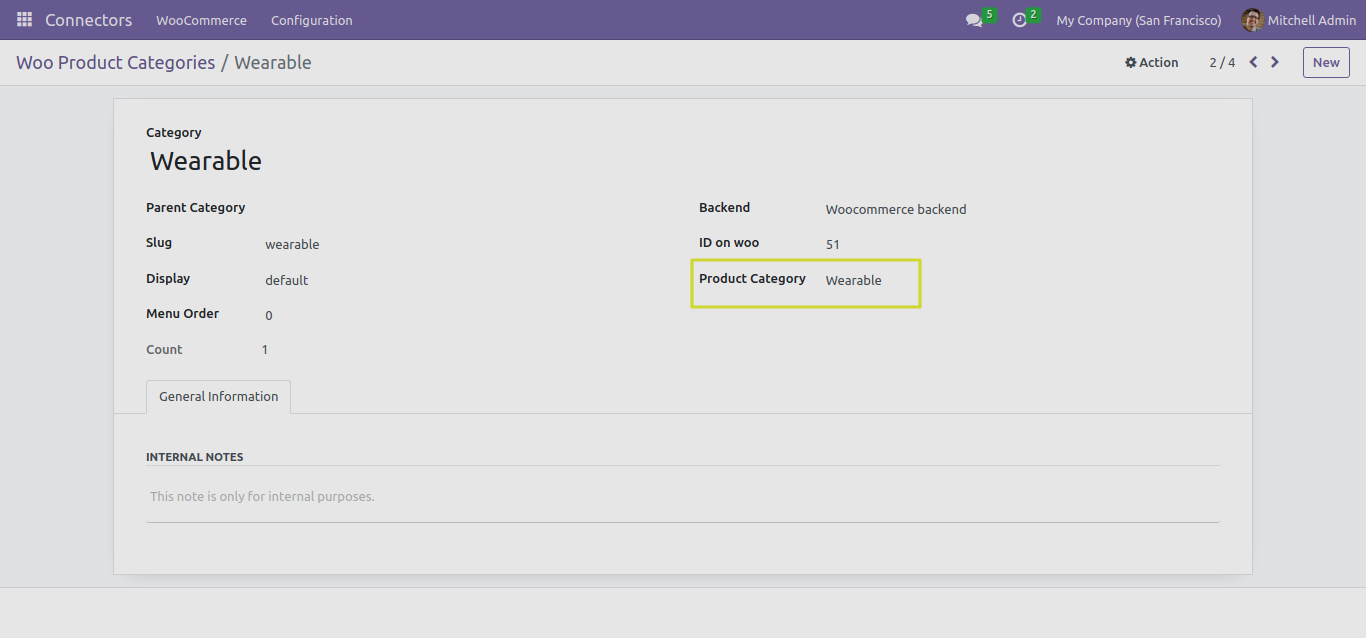 Connectors WooCommerce Configuration 5 2 My Company (San Francisco) Mitchell Admin
Woo Product Categories / Wearable Action 2 / 4 New
Category
Wearable
Parent Category Backend Woocommerce backend
Slug wearable ID on woo 51
Display default Product Category Wearable
Menu Order 0
Count 1
General Information
INTERNAL NOTES
This note is only for internal purposes.